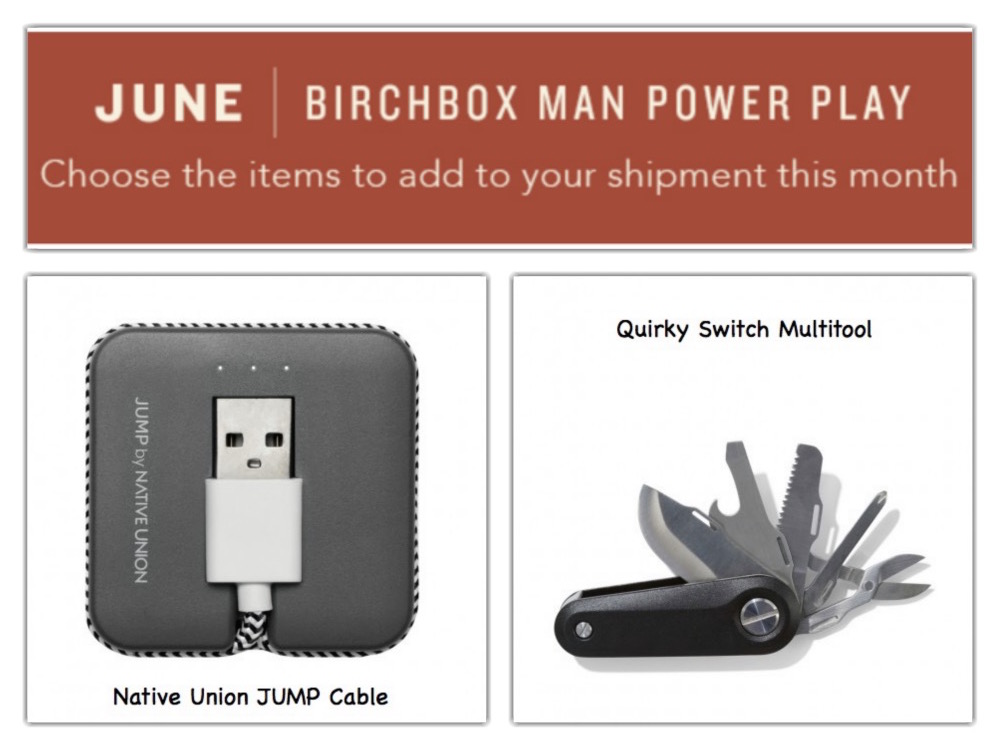 JUNE | BIRCHBOX MAN POWER PLAY
Choose the items to add to your shipment this month
JUMP by NATIVE UNION
Native Union JUMP Cable
Quirky Switch Multitool